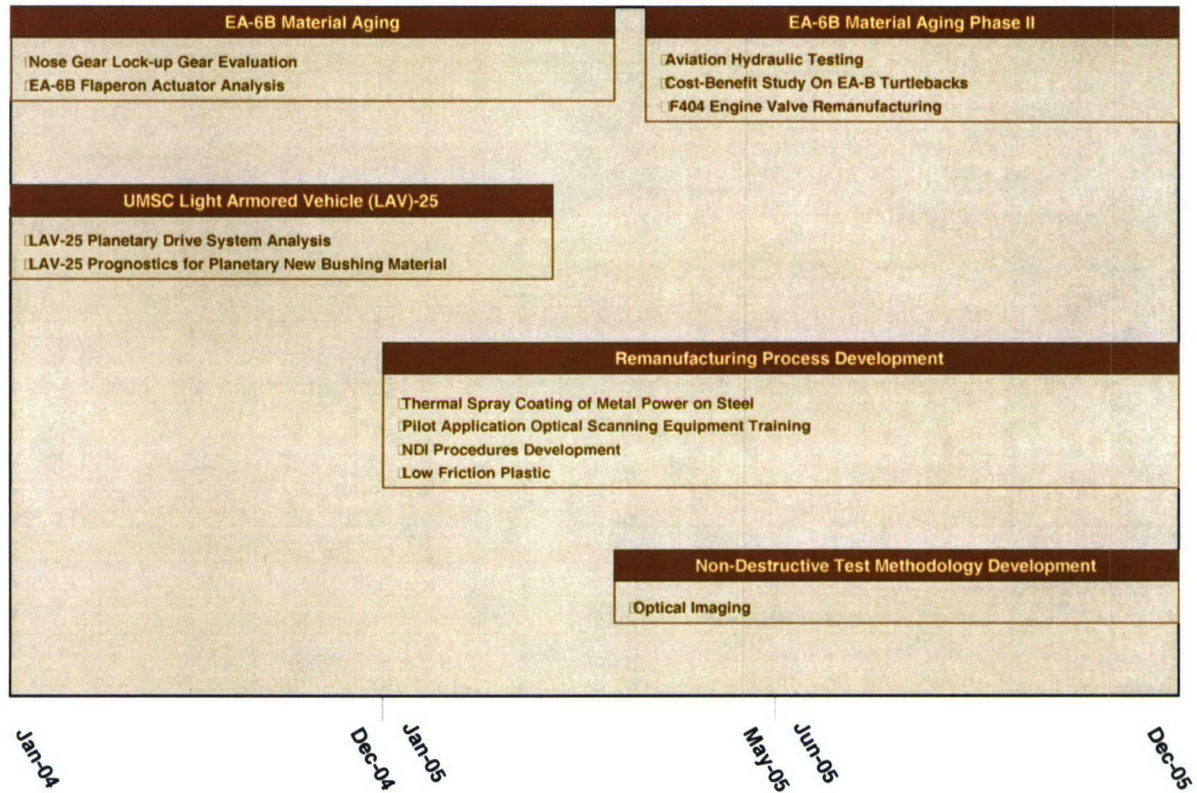 EA-6B Material Aging
Nose Gear Lock-up Gear Evaluation
EA-6B Flaperon Actuator Analysis
EA-6B Material Aging Phase II
Aviation Hydraulic Testing
Cost-Benefit Study On EA-B Turtlebacks
F404 Engine Valve Remanufacturing
UMSC Light Armored Vehicle (LAV)-25
LAV-25 Planetary Drive System Analysis
LAV-25 Prognostics for Planetary New Bushing Material
Remanufacturing Process Development
Thermal Spray Coating of Metal Power on Steel
Pilot Application Optical Scanning Equipment Training
NDI Procedures Development
Low Friction Plastic
Non-Destructive Test Methodology Development
Optical Imaging
Jan-04
Dec-04
Jan-05
May-05
Jun-05
Dec-05